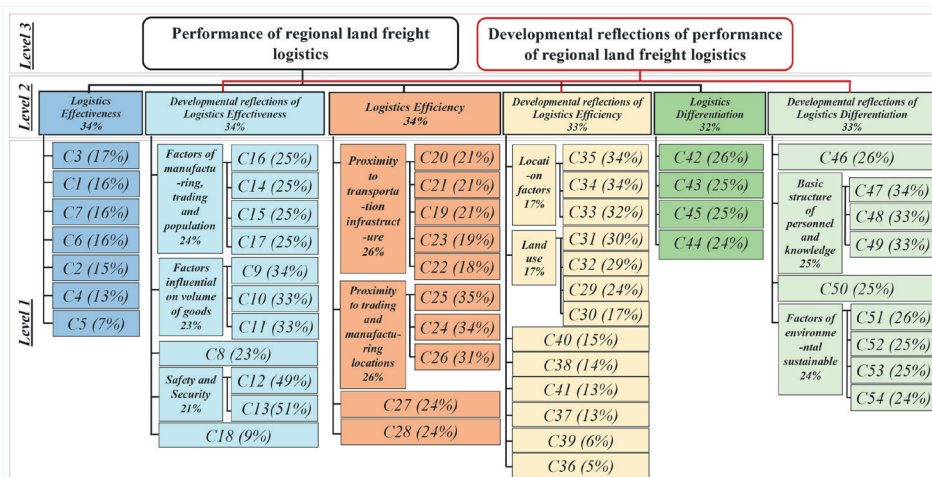 Level 3
Performance of regional land freight
logistics
Developmental reflections of performance
of regional land freight logistics
Level 2
Logistics
Effectiveness
34%
Developmental reflections of
Logistics Effectiveness
34%
Logistics Efficiency
34%
Developmental reflections of
Logistics Efficiency
33%
Logistics
Differentiation
32%
Developmental reflections of
Logistics Differentiation
33%
Level 1
C3 (17%)
C1 (16%)
C7 (16%)
C6 (16%)
C2 (15%)
C4 (13%)
C5 (7%)
Factors of
manufactu
-ring,
trading
and
population
24%
C16 (25%)
C14 (25%)
C15 (25%)
C17 (25%)
Factors
influential
on volume
of goods
23%
C9 (34%)
C10 (33%)
C11 (33%)
C8 (23%)
Safety and
Security
21%
C12 (49%)
C13(51%)
C18 (9%)
Proximity
to
transporta
-tion
infrastruct
-ure
26%
C20 (21%)
C21 (21%)
C19 (21%)
C23 (19%)
C22 (18%)
Proximity
to trading
and
manufactu-
ring
locations
26%
C25 (35%)
C24 (34%)
C26 (31%)
C27 (24%)
C28 (24%)
Locati
-on
factors
17%
C35 (34%)
C34 (34%)
C33 (32%)
Land
use
17%
C31 (30%)
C32 (29%)
C29 (24%)
C30 (17%)
C40 (15%)
C38 (14%)
C41 (13%)
C37 (13%)
C39 (6%)
C36 (5%)
C42 (26%)
C43 (25%)
C45 (25%)
C44 (24%)
C46 (26%)
Basic
structure
of
personnel
and
knowledge
25%
C47 (34%)
C48 (33%)
C49 (33%)
C50 (25%)
Factors of
environme
-ntal
sustainable
24%
C51 (26%)
C52 (25%)
C53 (25%)
C54 (24%)